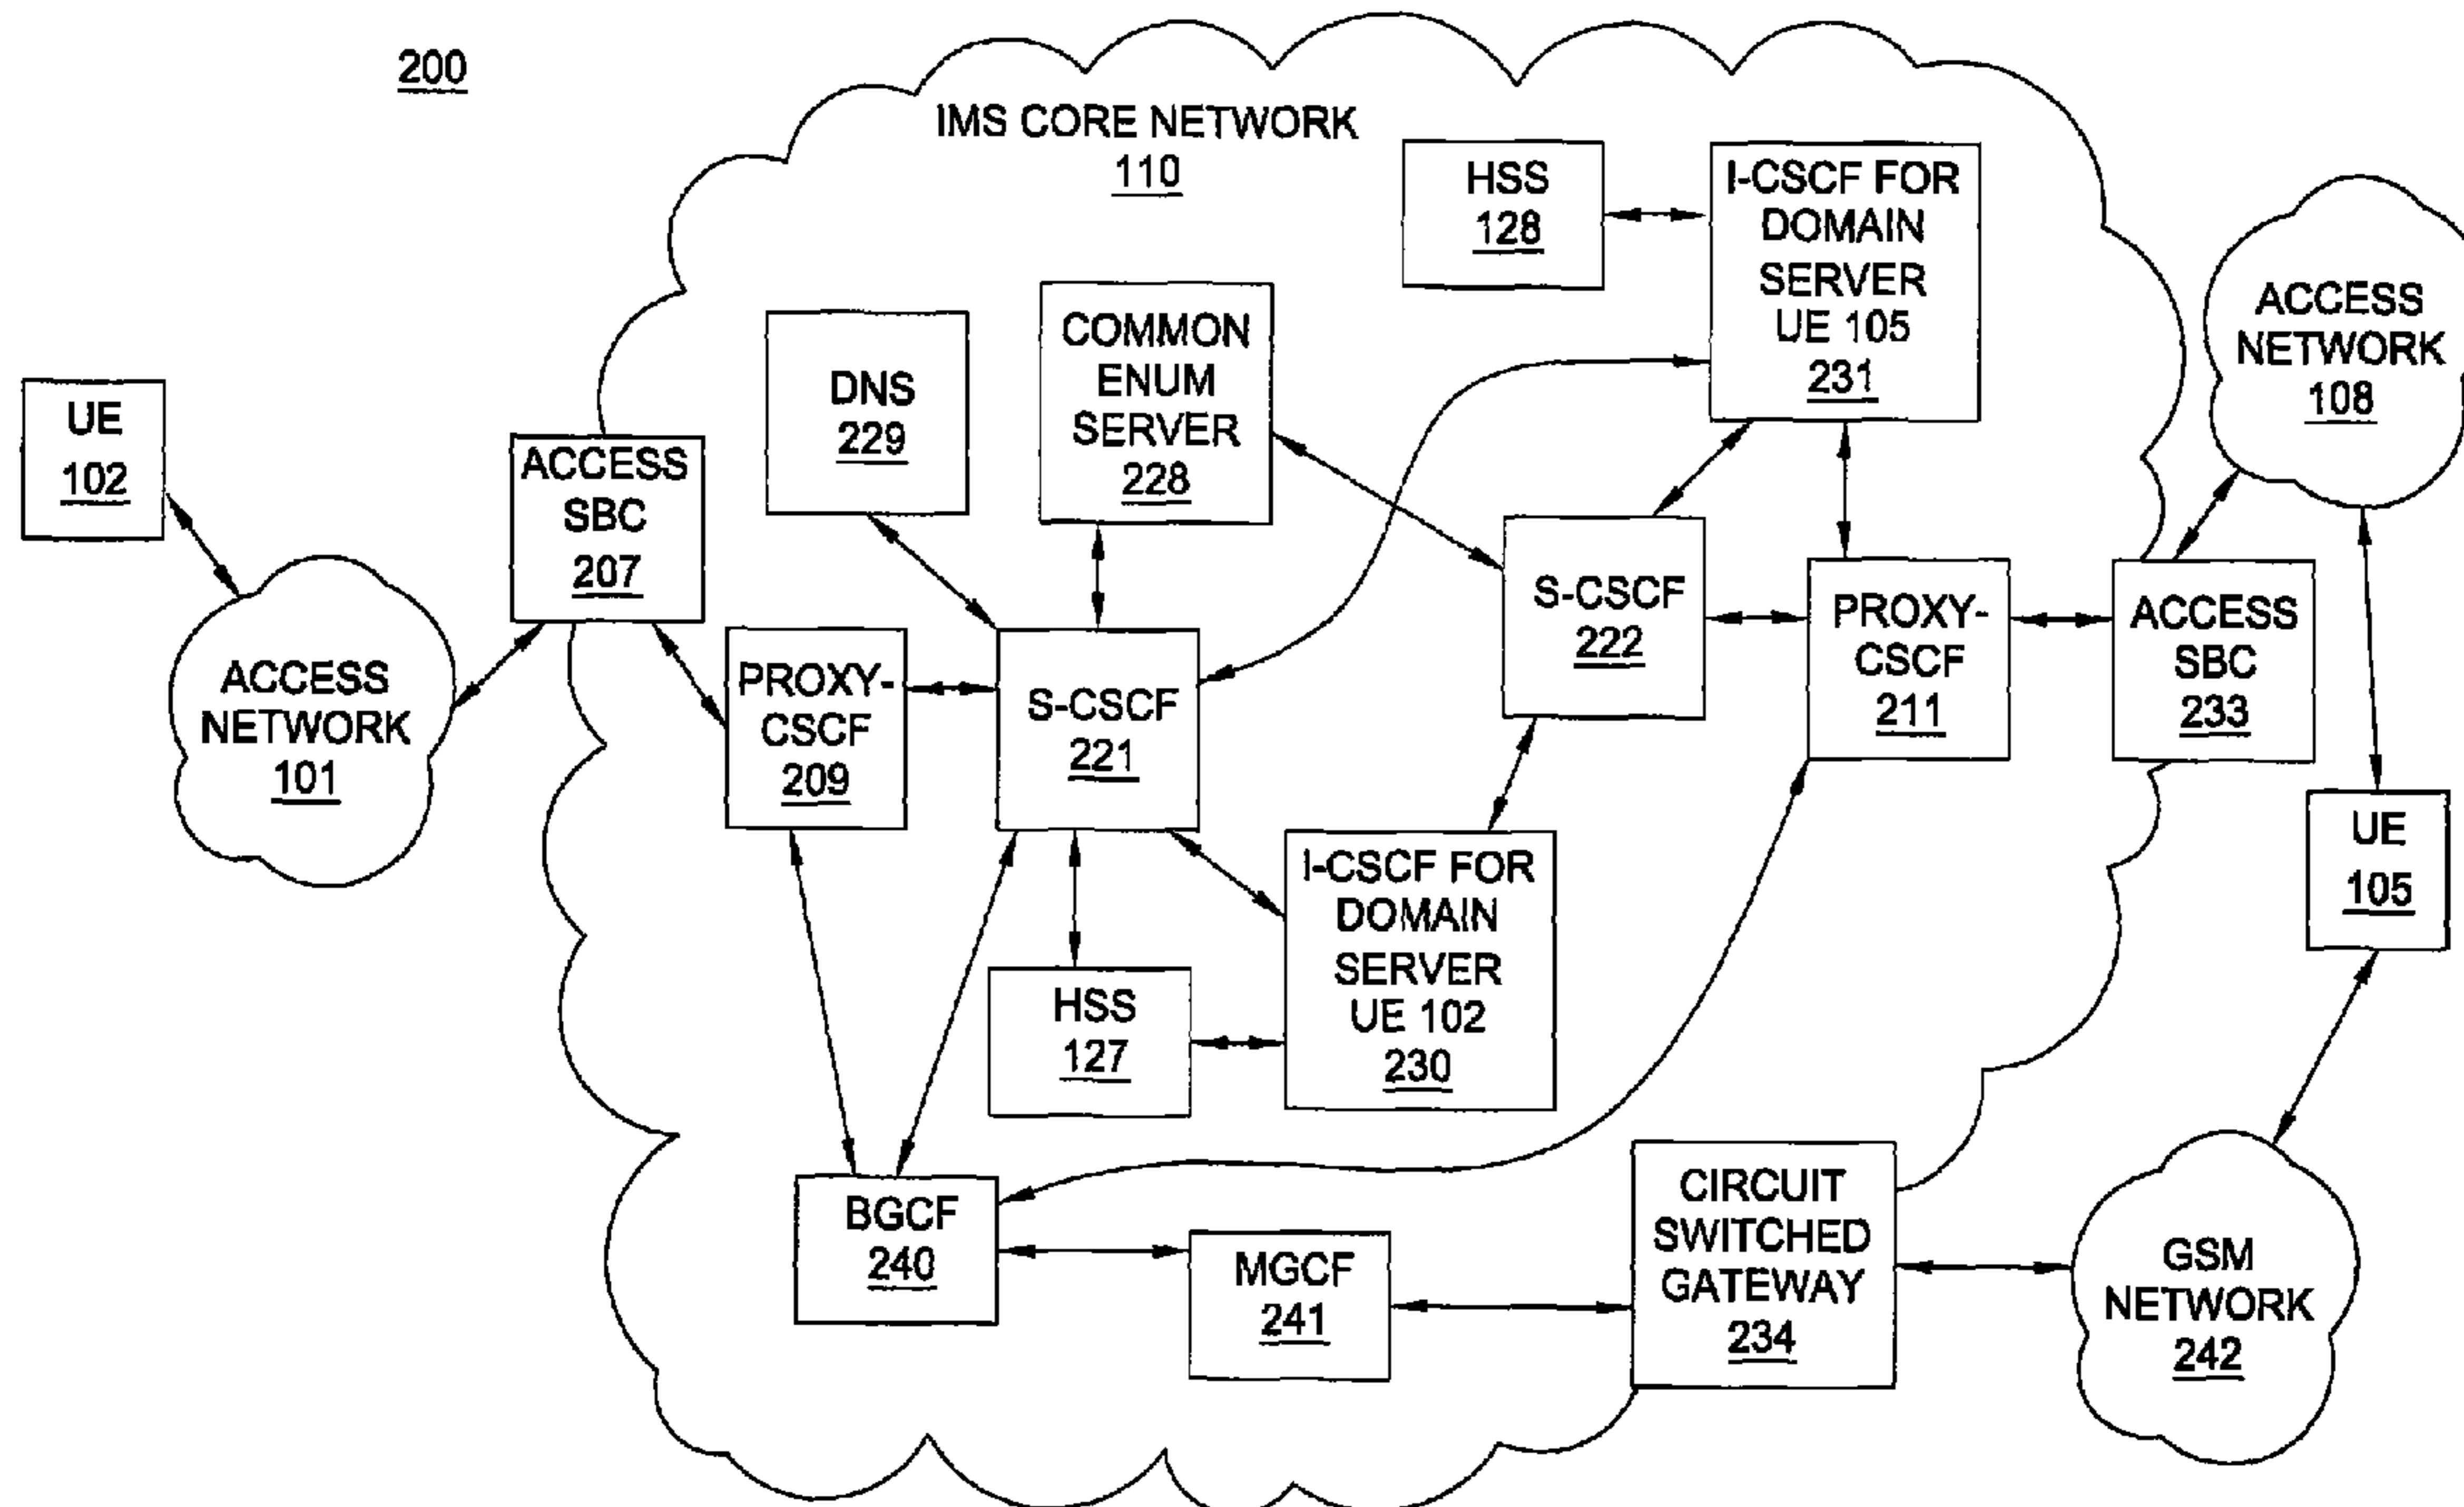 200
IMS CORE NETWORK
110
HSS
128
I-CSCF FOR
DOMAIN
SERVER
UE 105
231
ACCESS
NETWORK
108
UE
102
ACCESS
SBC
207
DNS
229
COMMON
ENUM
SERVER
228
ACCESS
NETWORK
101
PROXY-
CSCF
209
S-CSCF
221
S-CSCF
222
PROXY-
CSCF
211
ACCESS
SBC
233
UE
105
HSS
127
I-CSCF FOR
DOMAIN
SERVER
UE 102
230
BGCF
240
MGCF
241
CIRCUIT
SWITCHED
GATEWAY
234
GSM
NETWORK
242